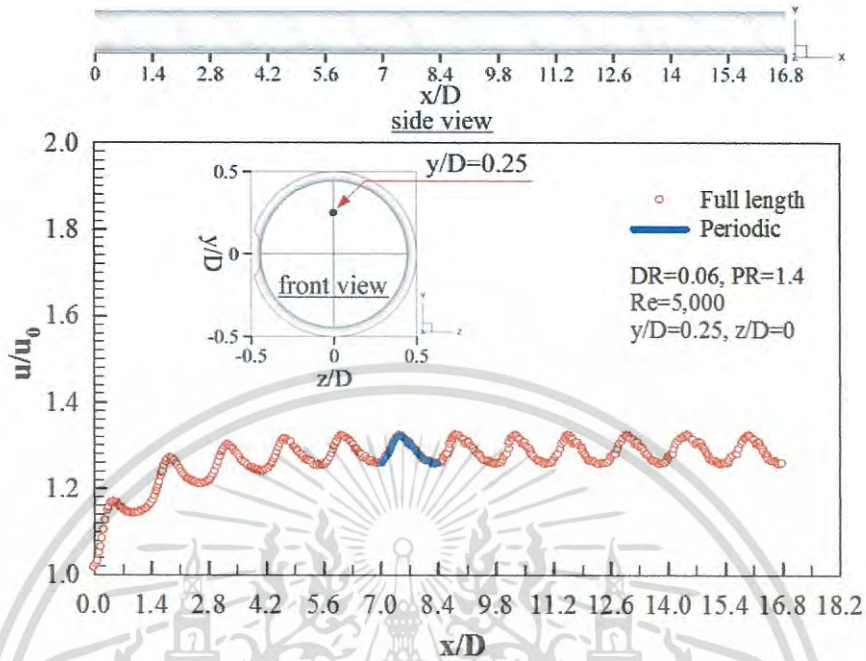 Y
Z X
0 1.4 2.8 4.2 5.6 7 8.4 9.8 11.2 12.6 14 15.4 16.8
x/D
side view
2.0
1.8
1.6
1.4
1.2
1.0
u/u0
0.5
0
-0.5
y/D
y/D=0.25
front view
Y
Z
-0.5 0 0.5
z/D
Full length
Periodic
DR=0.06, PR=1.4
Re=5,000
y/D=0.25, z/D=0
0.0 1.4 2.8 4.2 5.6 7.0 8.4 9.8 11.2 12.6 14.0 15.4 16.8 18.2
x/D